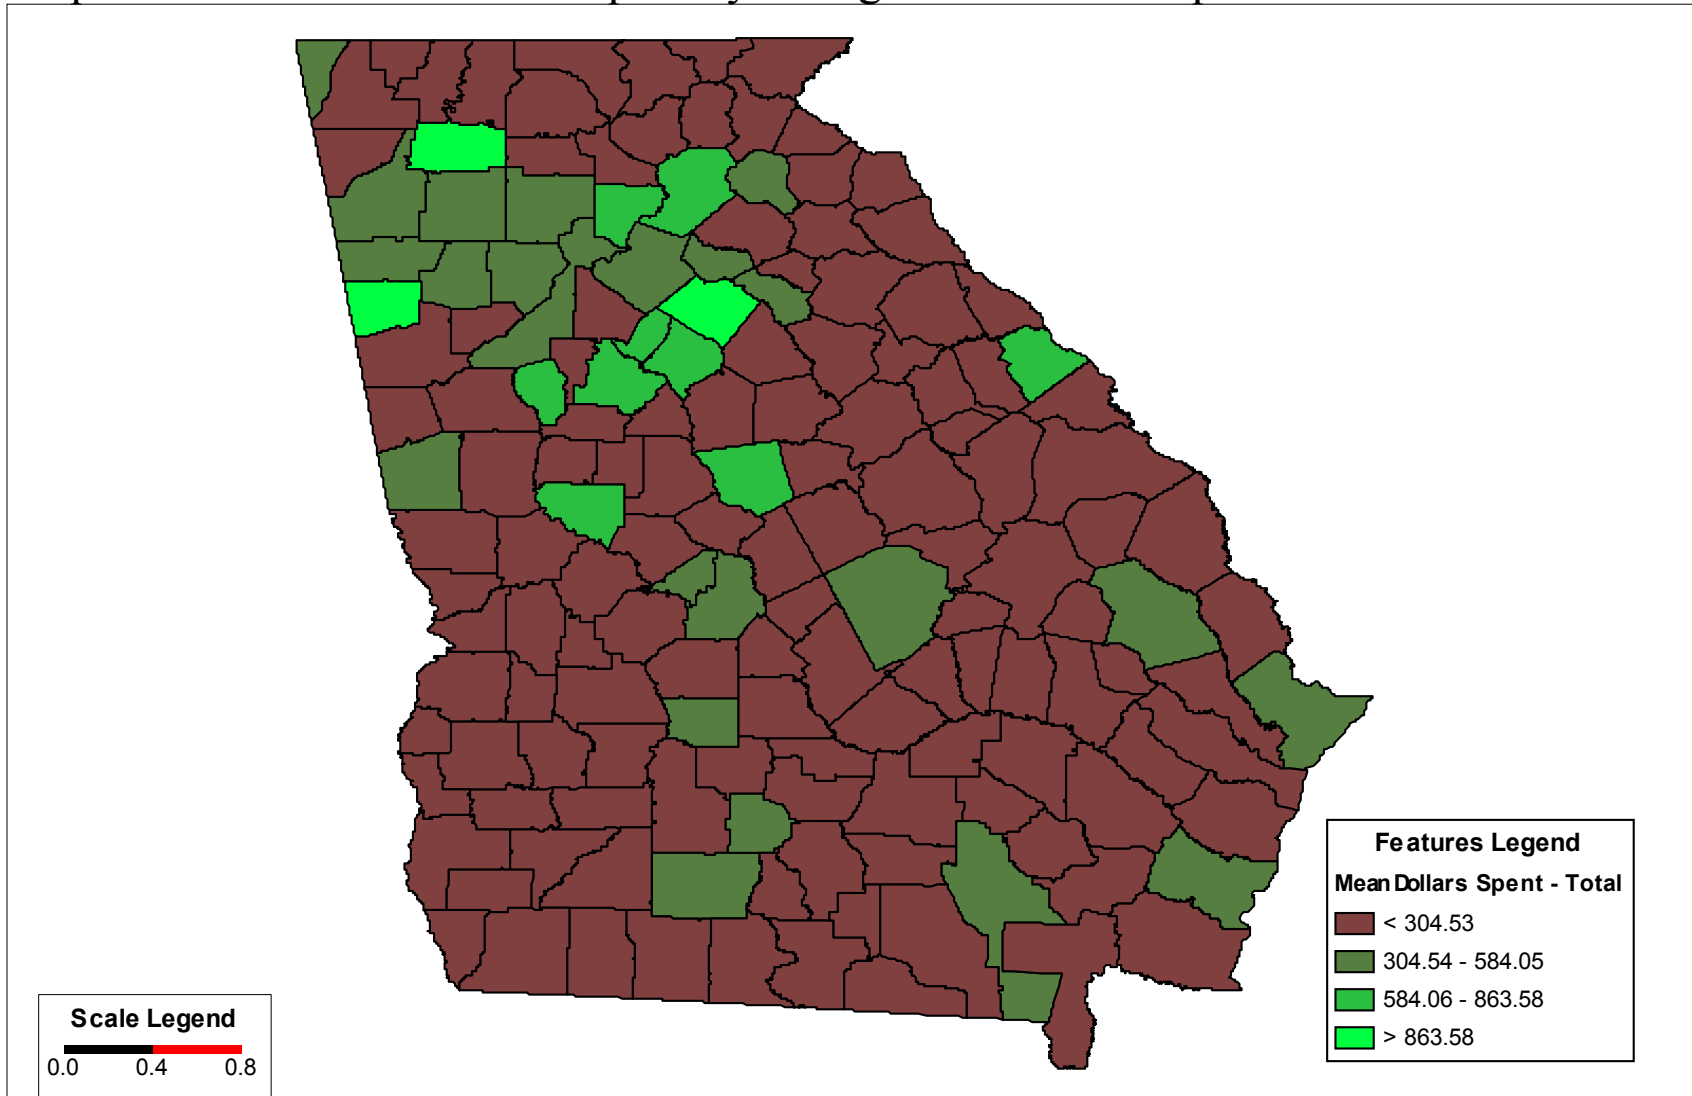 Features Legend
Mean Dollars Spent - Total
< 304.53
304.54 - 584.05
584.06 - 863.58
> 863.58
Scale Legend
0.0 0.4 0.8